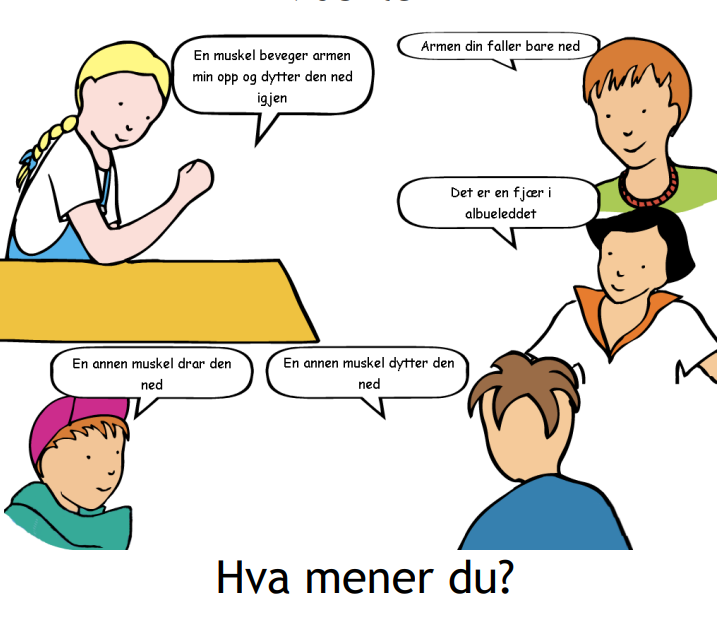 En muskel beveger armen
min opp og dytter den ned
igjen
Armen din faller bare ned
Det er en fjær i
albueleddet
En annen muskel drar den
ned
En annen muskel dytter den
ned
Hva mener du?